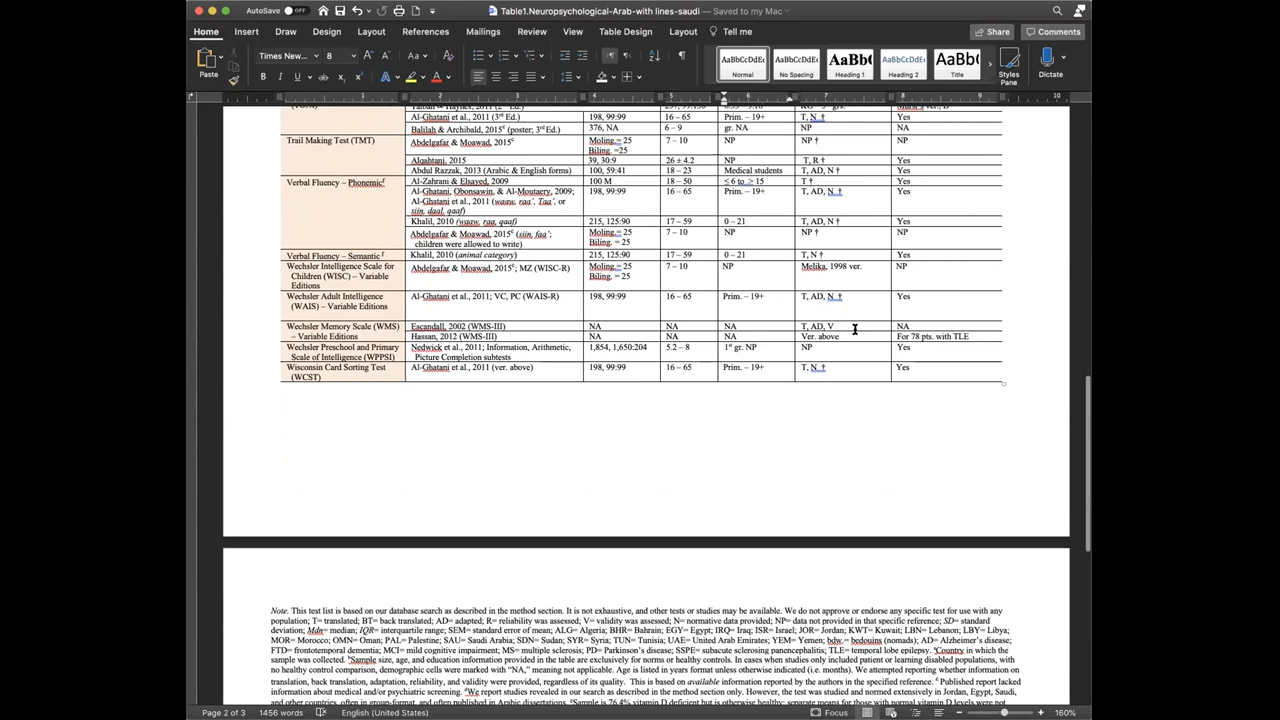 AutoSave OFF
Table1.Neuropsychological-Arab-with lines-saudi — Saved to my Mac
Home Insert Draw Design Layout References Mailings Review View Table Design Layout Tell me Share Comments
Paste Times New... 8 AaBbCcDdEe AaBbCcDdEe AaBbCc AaBbCcDdEe AaBb( Styles Pane Dictate
B I U ab x x A A Normal No Spacing Heading 1 Heading 2 Title
1 2 3 4 5 6 7 8 9 10
Al-Ghatani et al., 2011 (3rd Ed.) 198, 99:99 16 – 65 Prim. – 19+ T, N † Yes
Balilah & Archibald, 2015c (poster; 3rd Ed.) 376, NA 6 – 9 gr. NA NP NA
Trail Making Test (TMT) Abdelgafar & Moawad, 2015c Moling.= 25 7 – 10 NP NP † NP
Biling. = 25
Alqahtani, 2015 39, 30:9 26 ± 4.2 NP T, R † Yes
Abdul Razzak, 2013 (Arabic & English forms) 100, 59:41 18 – 23 Medical students T, AD, N † Yes
Verbal Fluency – Phonemicf Al-Zahrani & Elsayed, 2009 100 M 18 – 50 ≤ 6 to ≥ 15 T † Yes
Al-Ghatani, Obonsawin, & Al-Moutaery, 2009; 198, 99:99 16 – 65 Prim. – 19+ T, AD, N † Yes
Al-Ghatani et al., 2011 (waaw, raa', Taa', or
siin, daal, qaaf)
Khalil, 2010 (waaw, raa, qaaf) 215, 125:90 17 – 59 0 – 21 T, AD, N † Yes
Abdelgafar & Moawad, 2015c (siin, faa'; Moling.= 25 7 – 10 NP NP † NP
children were allowed to write) Biling. = 25
Verbal Fluency – Semantic f Khalil, 2010 (animal category) 215, 125:90 17 – 59 0 – 21 T, N † Yes
Wechsler Intelligence Scale for Abdelgafar & Moawad, 2015c; MZ (WISC-R) Moling.= 25 7 – 10 NP Melika, 1998 ver. NP
Children (WISC) – Variable Biling. = 25
Editions
Wechsler Adult Intelligence Al-Ghatani et al., 2011; VC, PC (WAIS-R) 198, 99:99 16 – 65 Prim. – 19+ T, AD, N † Yes
(WAIS) – Variable Editions
Wechsler Memory Scale (WMS) Escandall, 2002 (WMS-III) NA NA NA T, AD, V NA
– Variable Editions Hassan, 2012 (WMS-III) NA NA NA Ver. above For 78 pts. with TLE
Wechsler Preschool and Primary Nedwick et al., 2011; Information, Arithmetic, 1,854, 1,650:204 5.2 – 8 1st gr. NP NP Yes
Scale of Intelligence (WPPSI) Picture Completion subtests
Wisconsin Card Sorting Test Al-Ghatani et al., 2011 (ver. above) 198, 99:99 16 – 65 Prim. – 19+ T, N † Yes
(WCST)
Note. This test list is based on our database search as described in the method section. It is not exhaustive, and other tests or studies may be available. We do not approve or endorse any specific test for use with any
population; T= translated; BT= back translated; AD= adapted; R= reliability was assessed; V= validity was assessed; N= normative data provided; NP= data not provided in that specific reference; SD= standard
deviation; Mdn= median; IQR= interquartile range; SEM= standard error of mean; ALG= Algeria; BHR= Bahrain; EGY= Egypt; IRQ= Iraq; ISR= Israel; JOR= Jordan; KWT= Kuwait; LBN= Lebanon; LBY= Libya;
MOR= Morocco; OMN= Oman; PAL= Palestine; SAU= Saudi Arabia; SDN= Sudan; SYR= Syria; TUN= Tunisia; UAE= United Arab Emirates; YEM= Yemen; bdw.= bedouins (nomads); AD= Alzheimer's disease;
FTD= frontotemporal dementia; MCI= mild cognitive impairment; MS= multiple sclerosis; PD= Parkinson's disease; SSPE= subacute sclerosing panencephalitis; TLE= temporal lobe epilepsy. aCountry in which the
sample was collected. bSample size, age, and education information provided in the table are exclusively for norms or healthy controls. In cases when studies only included patient or learning disabled populations, with
no healthy control comparison, demographic cells were marked with "NA," meaning not applicable. Age is listed in years format unless otherwise indicated (i.e. months). We attempted reporting whether information on
translation, back translation, adaptation, reliability, and validity were provided, regardless of its quality. This is based on available information reported by the authors in the specified reference. c Published report lacked
information about medical and/or psychiatric screening. dWe report studies revealed in our search as described in the method section only. However, the test was studied and normed extensively in Jordan, Egypt, Saudi,
Page 2 of 3 1456 words English (United States) Focus 160%